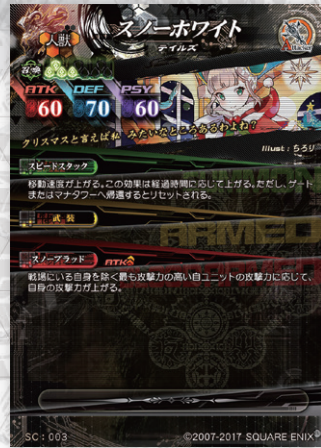 人獣
スノーホワイト
テイルズ
召喚
ATK
DEF
PSY
60
70
60
クリスマスと言えば私 みたいなところあるわよね?
Illust:ちろり
スピードスタック
移動速度が上がる。この効果は経過時間に応じて上がる。ただし、ゲート
またはマナタワーへ帰還するとリセットされる。
武装
ARMED
スノーブラッド
ATK
戦場にいる自身を除く最も攻撃力の高い自ユニットの攻撃力に応じて、
自身の攻撃力が上がる。
SC:003
©2007-2017 SQUARE ENIX